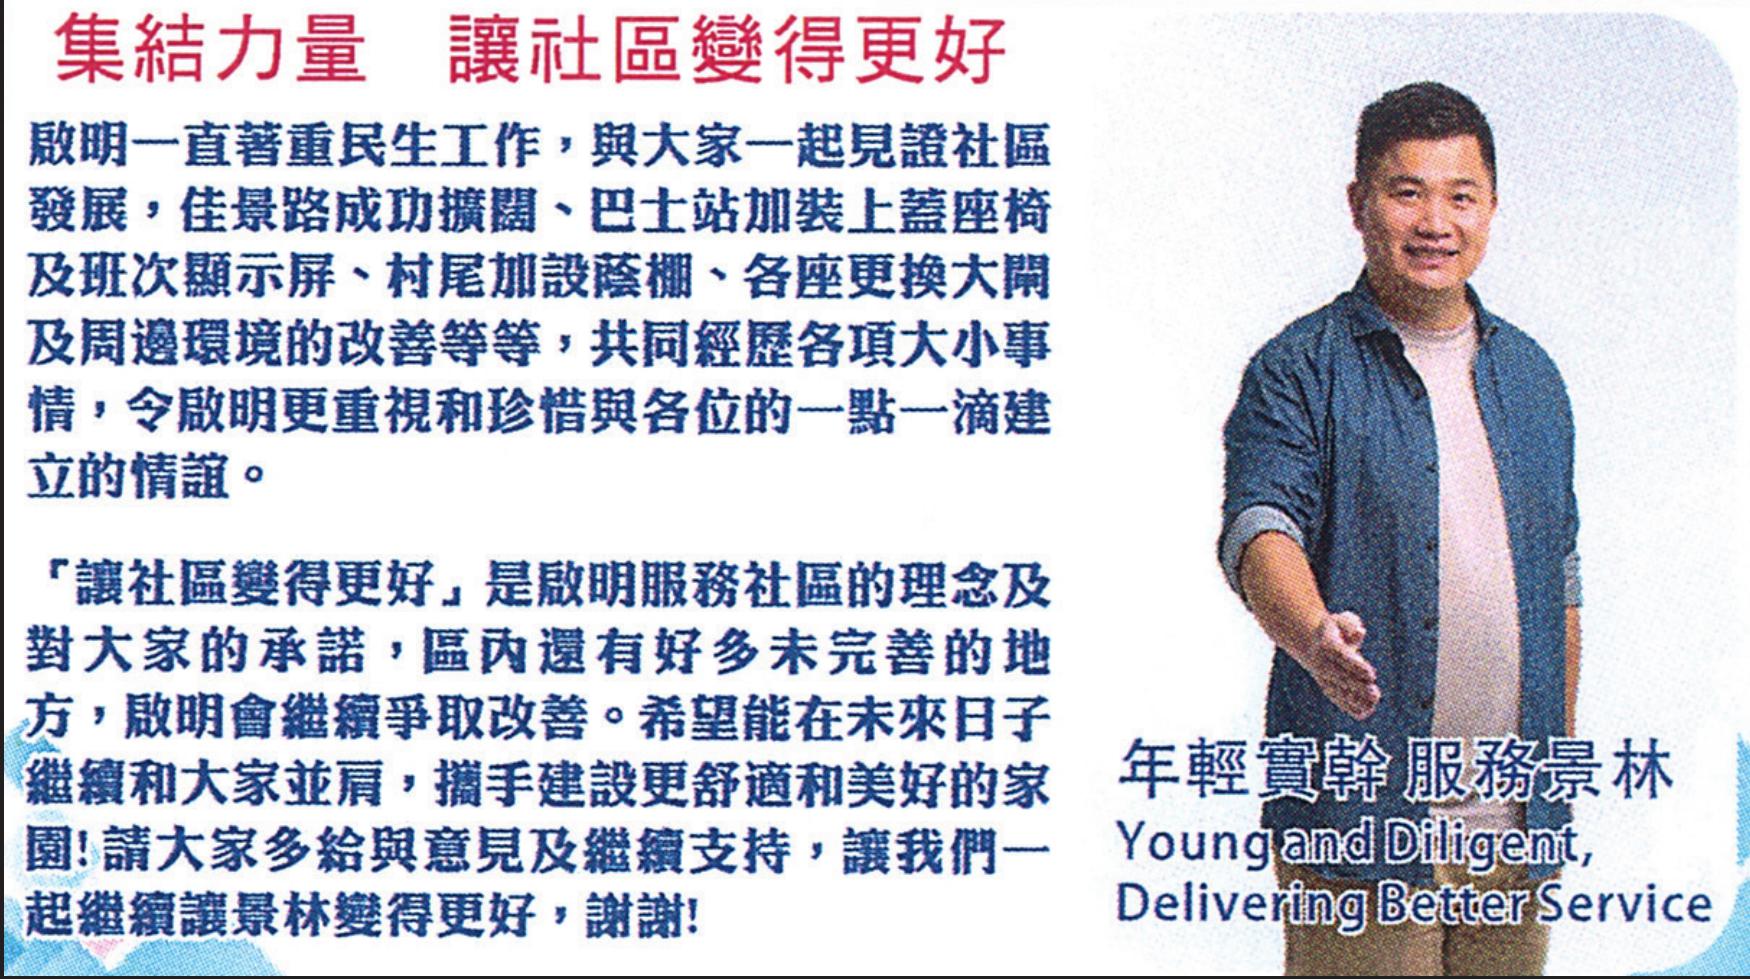 集結力量　讓社區變得更好
啟明一直著重民生工作，與大家一起見證社區
發展，佳景路成功擴闊、巴士站加裝上蓋座椅
及班次顯示屏、村尾加設蔭棚、各座更換大閘
及周邊環境的改善等等，共同經歷各項大小事
情，令啟明更重視和珍惜與各位的一點一滴建
立的情誼。
「讓社區變得更好」是啟明服務社區的理念及
對大家的承諾，區內還有好多未完善的地
方，啟明會繼續爭取改善。希望能在未來日子
繼續和大家並肩，攜手建設更舒適和美好的家
園!請大家多給與意見及繼續支持，讓我們一
起繼續讓景林變得更好，謝謝!
年輕實幹 服務景林
Young and Diligent,
Delivering Better Service